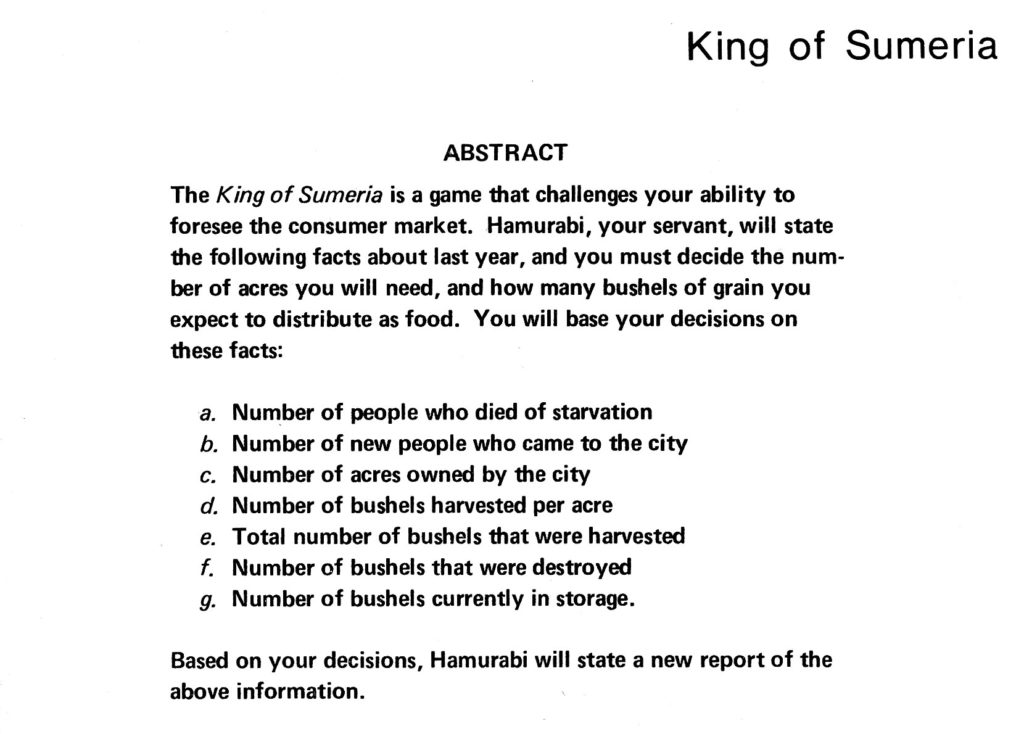 King of Sumeria
ABSTRACT
The King of Sumeria is a game that challenges your ability to
foresee the consumer market. Hamurabi, your servant, will state
the following facts about last year, and you must decide the num-
ber of acres you will need, and how many bushels of grain you
expect to distribute as food. You will base your decisions on
these facts:
a. Number of people who died of starvation
b. Number of new people who came to the city
c. Number of acres owned by the city
d. Number of bushels harvested per acre
e. Total number of bushels that were harvested
f. Number of bushels that were destroyed
g. Number of bushels currently in storage.
Based on your decisions, Hamurabi will state a new report of the
above information.